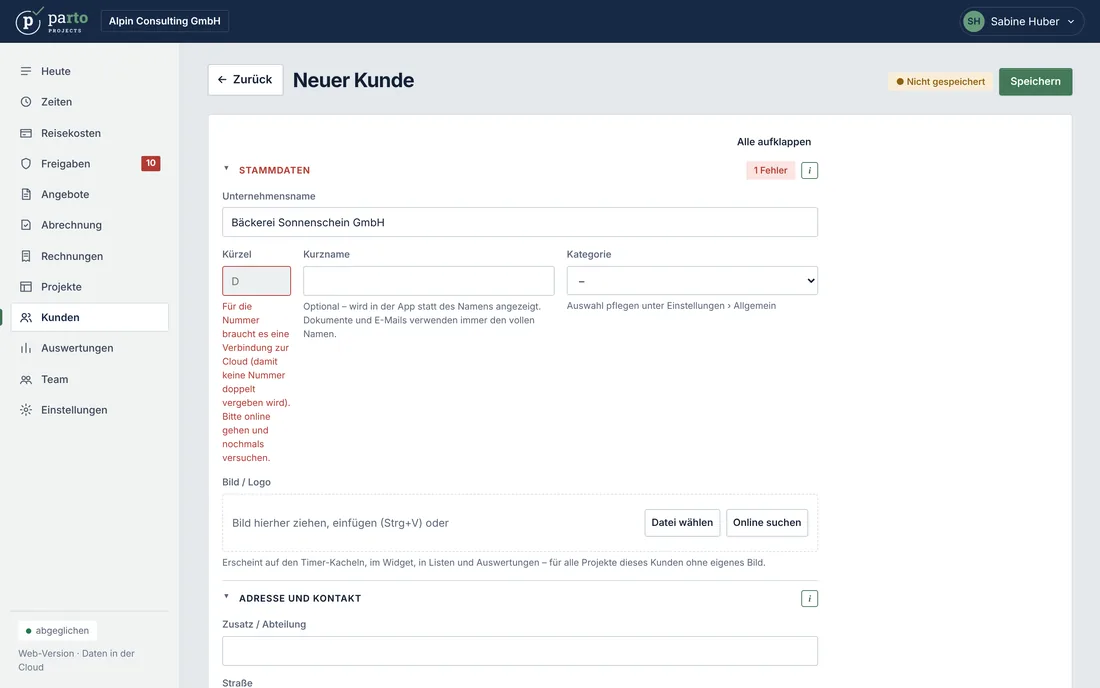 parto
PROJECTS
Alpin Consulting GmbH
SH
Sabine Huber
Heute
Zeiten
Reisekosten
Freigaben
10
Angebote
Abrechnung
Rechnungen
Projekte
Kunden
Auswertungen
Team
Einstellungen
abgeglichen
Web-Version · Daten in der
Cloud
← Zurück
Neuer Kunde
Nicht gespeichert
Speichern
Alle aufklappen
STAMMDATEN
1 Fehler
i
Unternehmensname
Bäckerei Sonnenschein GmbH
Kürzel
D
Für die
Nummer
braucht es eine
Verbindung zur
Cloud (damit
keine Nummer
doppelt
vergeben wird).
Bitte online
gehen und
nochmals
versuchen.
Kurzname
Optional – wird in der App statt des Namens angezeigt.
Dokumente und E-Mails verwenden immer den vollen
Namen.
Kategorie
–
Auswahl pflegen unter Einstellungen › Allgemein
Bild / Logo
Bild hierher ziehen, einfügen (Strg+V) oder
Datei wählen
Online suchen
Erscheint auf den Timer-Kacheln, im Widget, in Listen und Auswertungen – für alle Projekte dieses Kunden ohne eigenes Bild.
ADRESSE UND KONTAKT
i
Zusatz / Abteilung
Straße